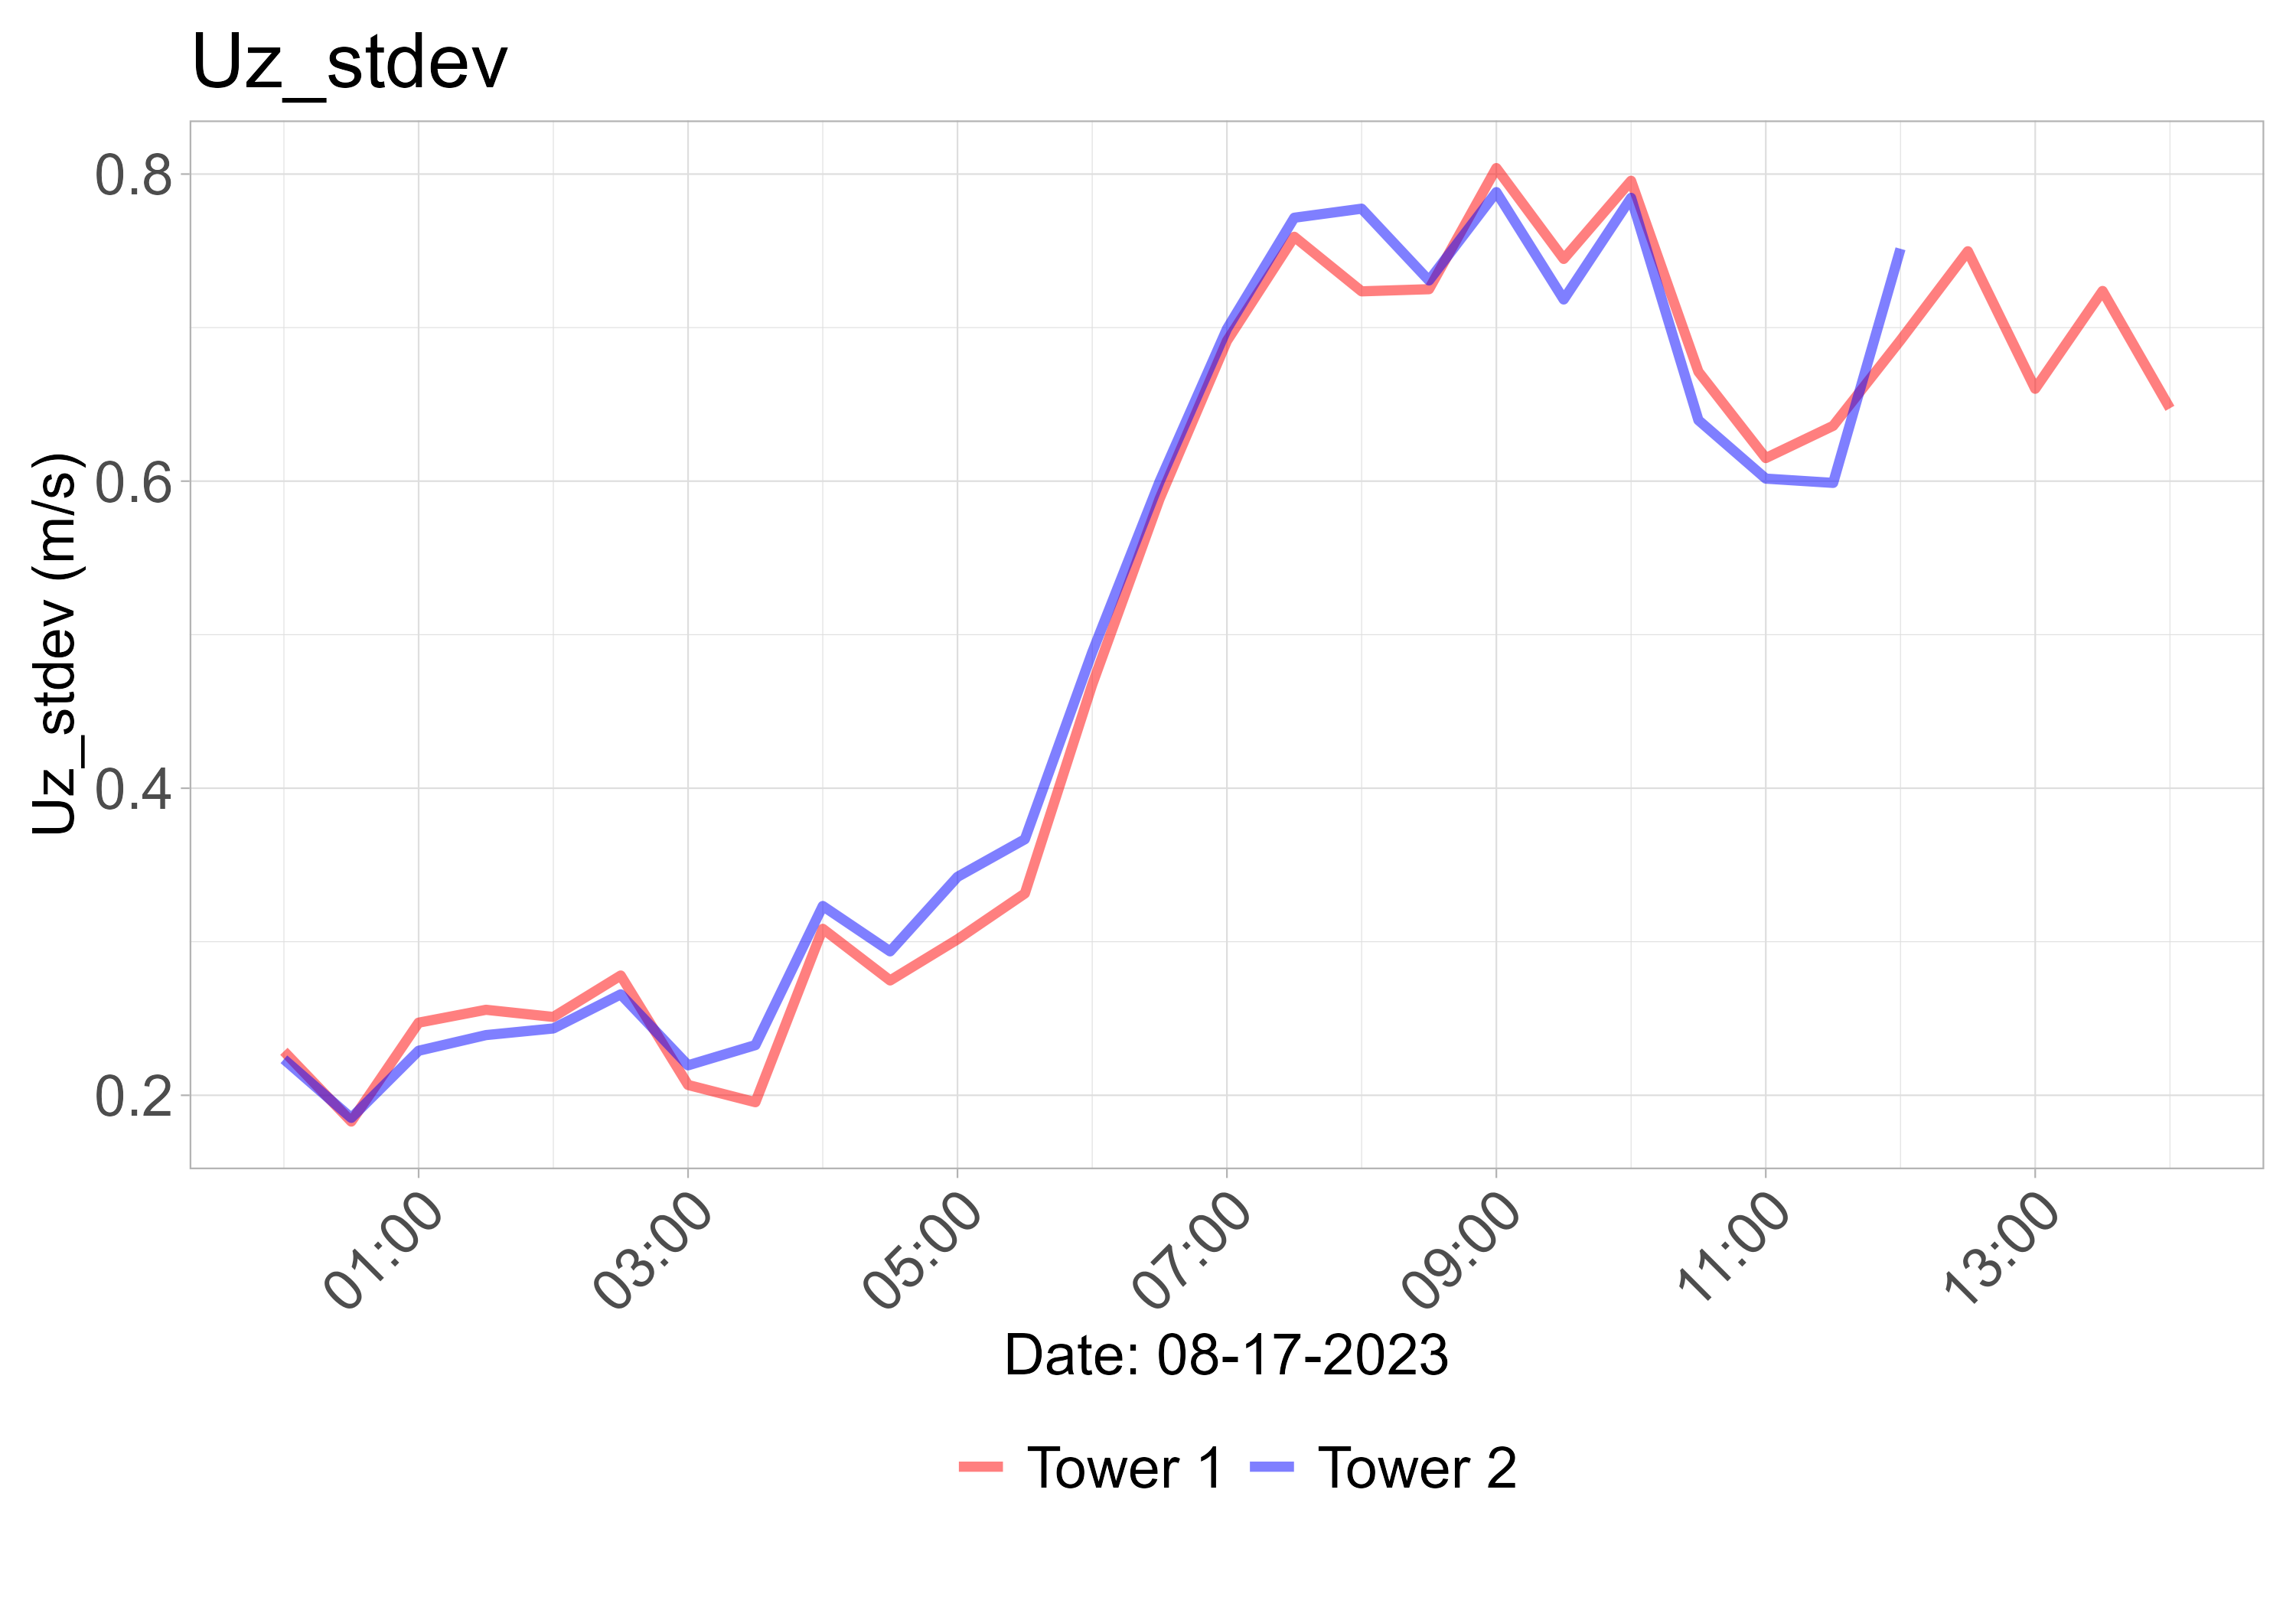 Uz_stdev
Uz_stdev (m/s)
0.8
0.6
0.4
0.2
01:00 03:00 05:00 07:00 09:00 11:00 13:00
Date: 08-17-2023
Tower 1 Tower 2